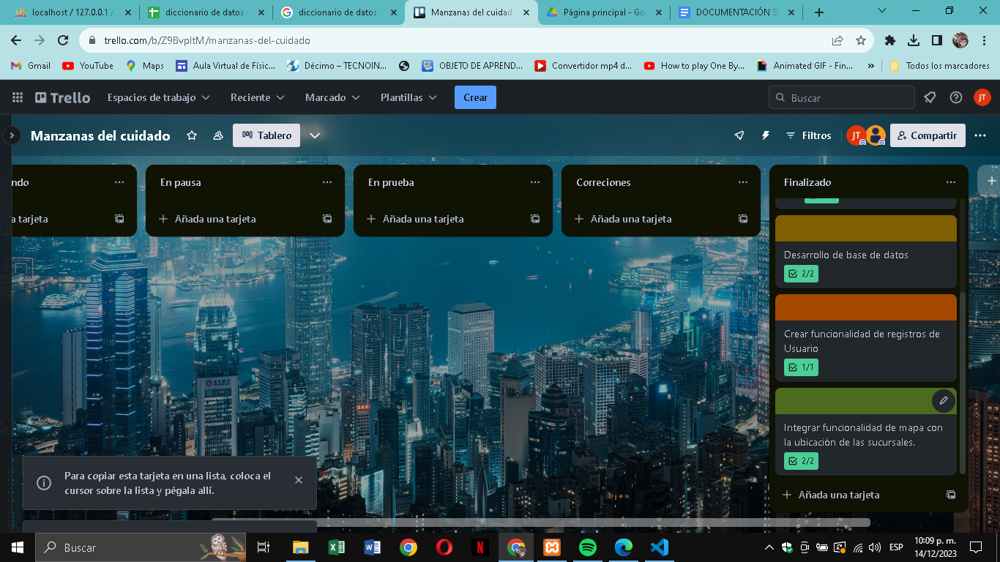 localhost / 127.0.0.1 /
diccionario de datos -
diccionario de datos
Manzanas del cuidado
Página principal - Goo
DOCUMENTACIÓN S
trello.com/b/Z9BvpItM/manzanas-del-cuidado
Gmail
YouTube
Maps
Aula Virtual de Físic...
Décimo – TECNOIN...
OBJETO DE APREND...
Convertidor mp4 d...
How to play One By...
Animated GIF - Fin...
»
Todos los marcadores
Trello
Espacios de trabajo
Reciente
Marcado
Plantillas
Crear
Buscar
JT
Manzanas del cuidado
Tablero
Filtros
JT
Compartir
ndo
a tarjeta
En pausa
Añada una tarjeta
En prueba
Añada una tarjeta
Correciones
Añada una tarjeta
Finalizado
Desarrollo de base de datos
2/2
Crear funcionalidad de registros de
Usuario
1/1
Integrar funcionalidad de mapa con
la ubicación de las sucursales.
2/2
Añada una tarjeta
Para copiar esta tarjeta en una lista, coloca el
cursor sobre la lista y pégala allí.
Buscar
ESP
10:09 p. m.
14/12/2023